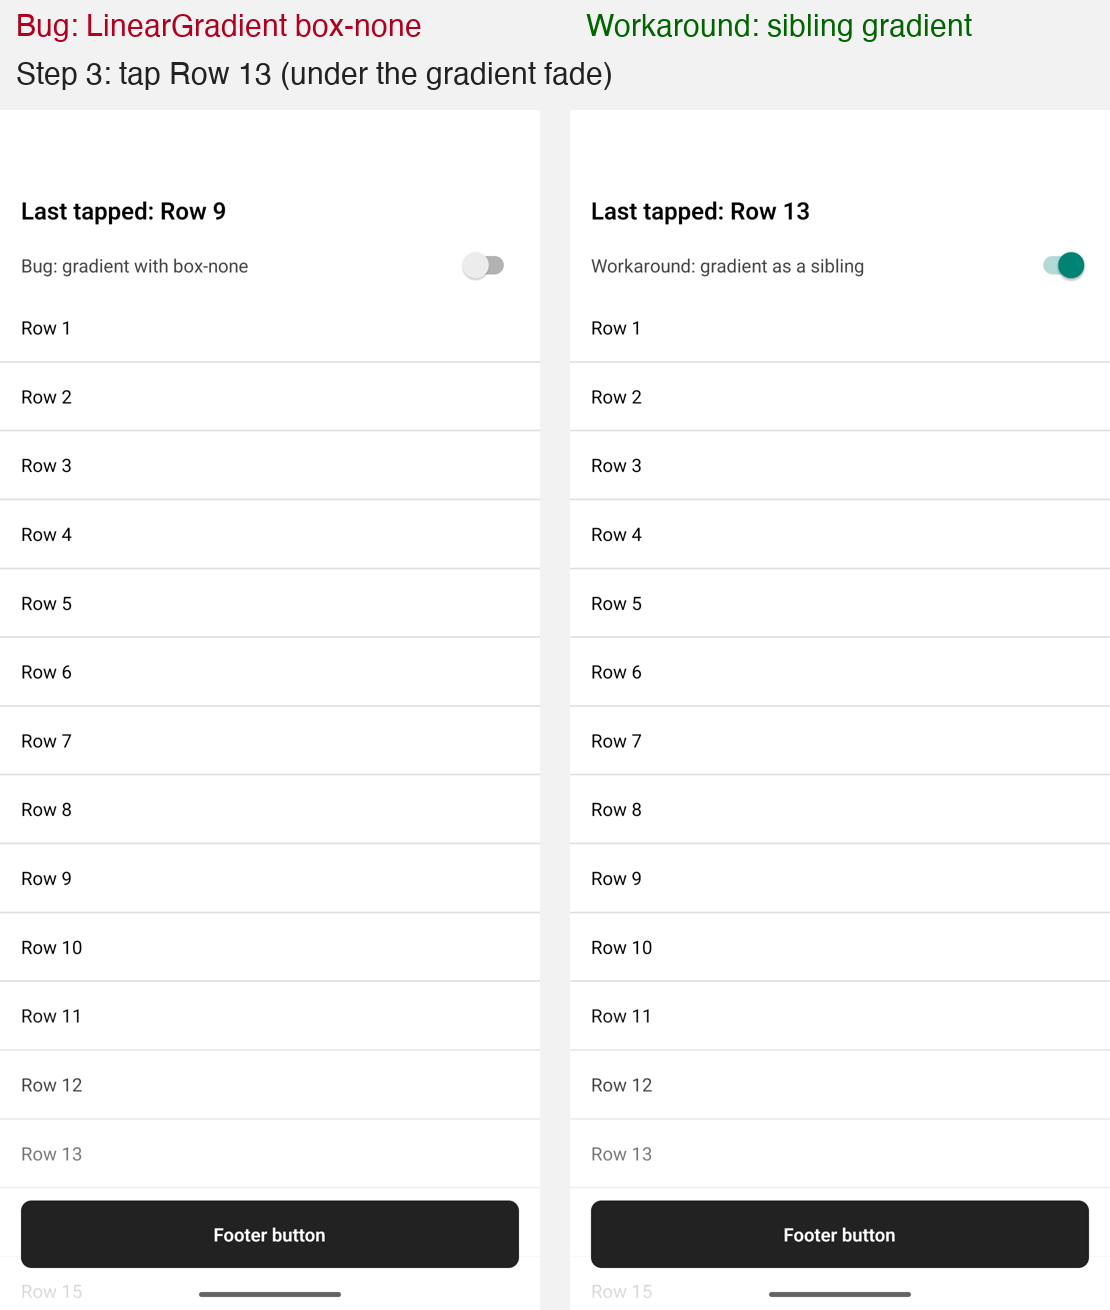 Bug: LinearGradient box-none
Workaround: sibling gradient
Step 3: tap Row 13 (under the gradient fade)
Last tapped: Row 9
Bug: gradient with box-none
Row 1
Row 2
Row 3
Row 4
Row 5
Row 6
Row 7
Row 8
Row 9
Row 10
Row 11
Row 12
Row 13
Footer button
Row 15
Last tapped: Row 13
Workaround: gradient as a sibling
Row 1
Row 2
Row 3
Row 4
Row 5
Row 6
Row 7
Row 8
Row 9
Row 10
Row 11
Row 12
Row 13
Footer button
Row 15